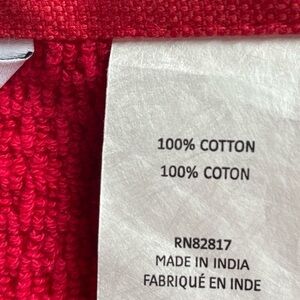 100% COTTON
100% COTON
RN82817
MADE IN INDIA
FABRIQUÉ EN INDE